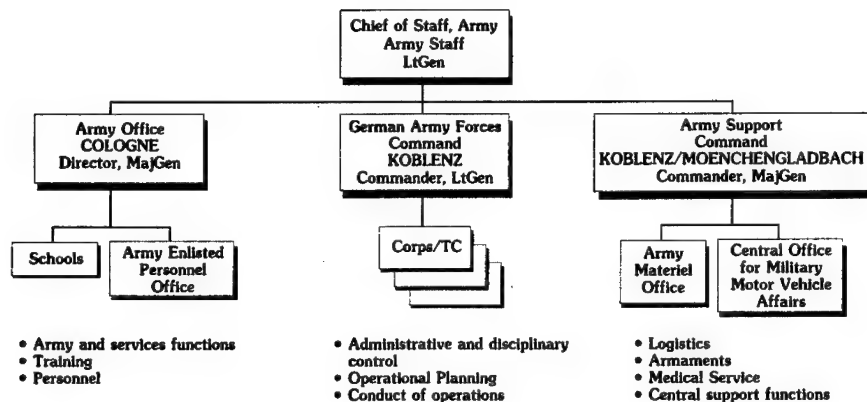 Chief of Staff, Army
Army Staff
LtGen
Army Office
COLOGNE
Director, MajGen
German Army Forces
Command
KOBLENZ
Commander, LtGen
Army Support
Command
KOBLENZ/MOENCHENGLADBACH
Commander, MajGen
Schools
Army Enlisted
Personnel
Office
Corps/TC
Army
Materiel
Office
Central Office
for Military
Motor Vehicle
Affairs
• Army and services functions
• Training
• Personnel
• Administrative and disciplinary
control
• Operational Planning
• Conduct of operations
• Logistics
• Armaments
• Medical Service
• Central support functions